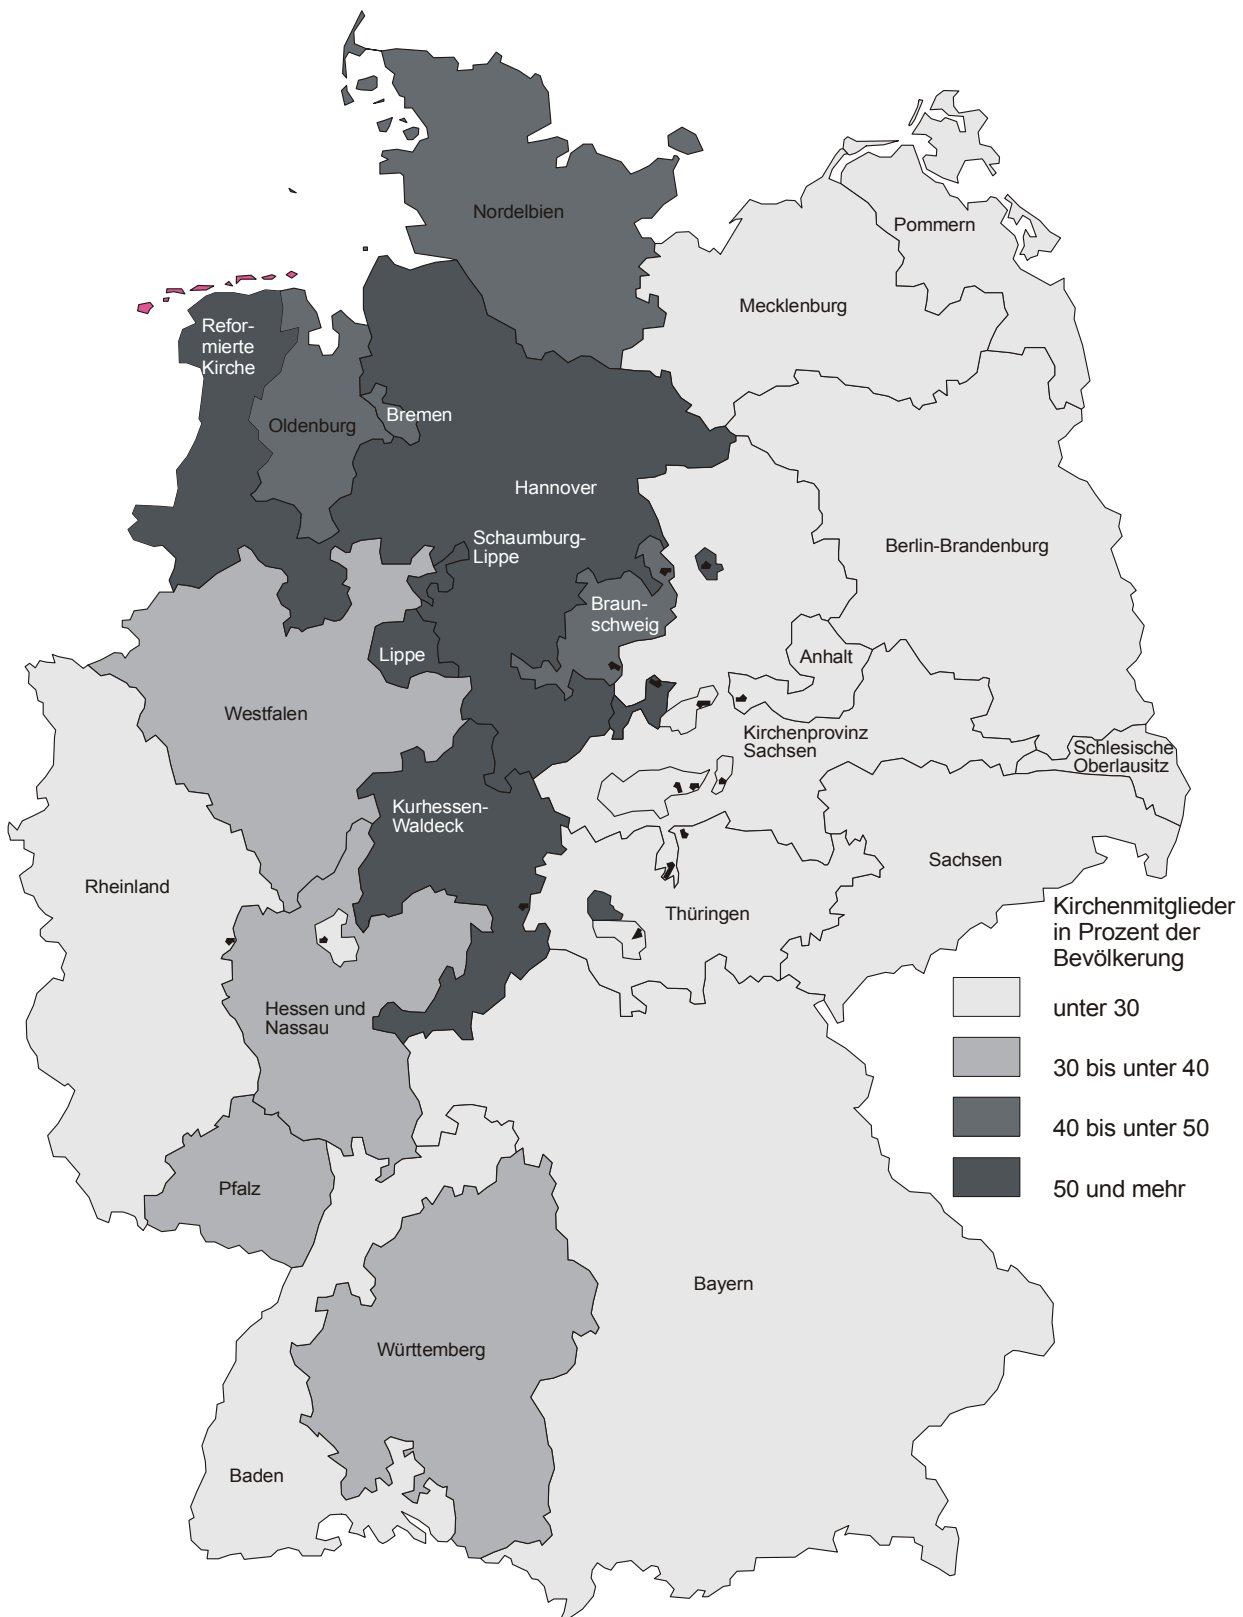 Nordelbien
Pommern
Mecklenburg
Refor-
mierte
Kirche
Oldenburg
Bremen
Hannover
Schaumburg-
Lippe
Berlin-Brandenburg
Braun-
schweig
Lippe
Anhalt
Westfalen
Kirchenprovinz
Sachsen
Schlesische
Oberlausitz
Kurhessen-
Waldeck
Sachsen
Rheinland
Thüringen
Hessen und
Nassau
Pfalz
Bayern
Württemberg
Baden
Kirchenmitglieder
in Prozent der
Bevölkerung
unter 30
30 bis unter 40
40 bis unter 50
50 und mehr